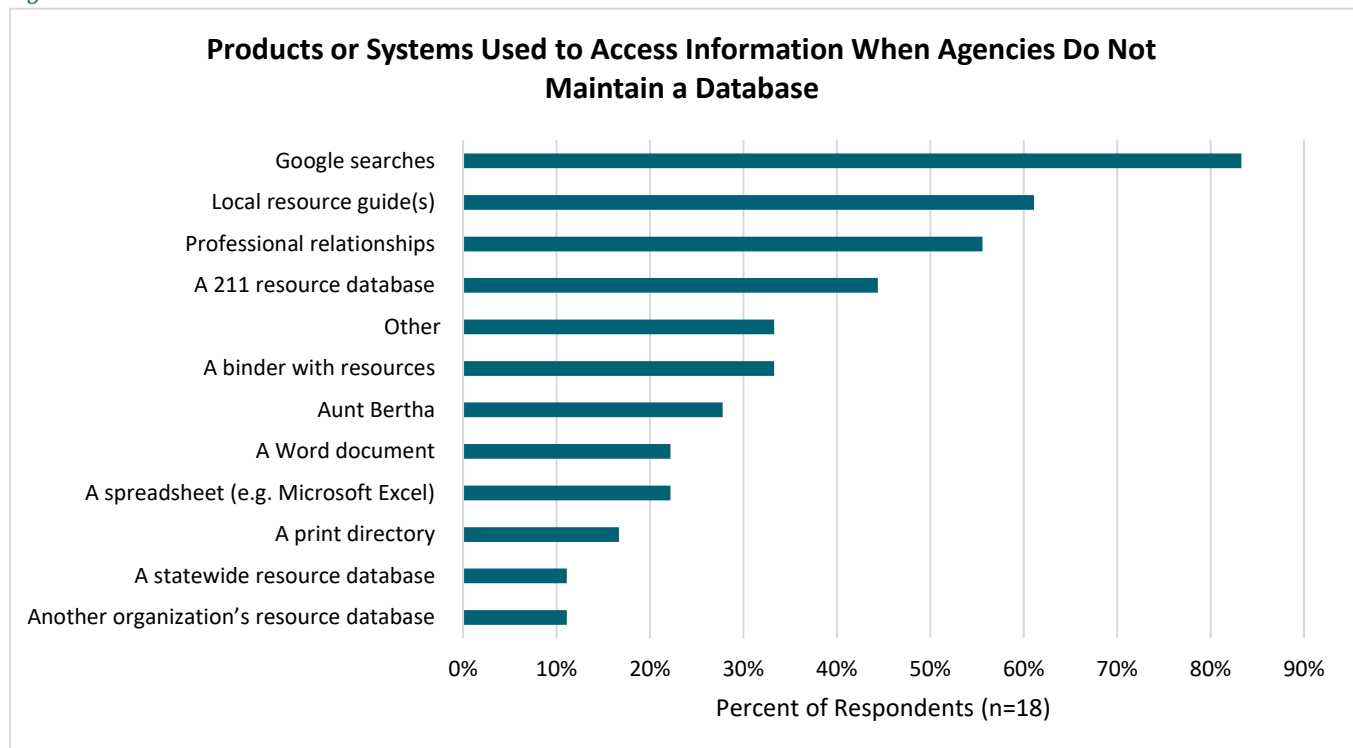 Products or Systems Used to Access Information When Agencies Do Not
Maintain a Database
Google searches
Local resource guide(s)
Professional relationships
A 211 resource database
Other
A binder with resources
Aunt Bertha
A Word document
A spreadsheet (e.g. Microsoft Excel)
A print directory
A statewide resource database
Another organization’s resource database
0% 10% 20% 30% 40% 50% 60% 70% 80% 90%
Percent of Respondents (n=18)